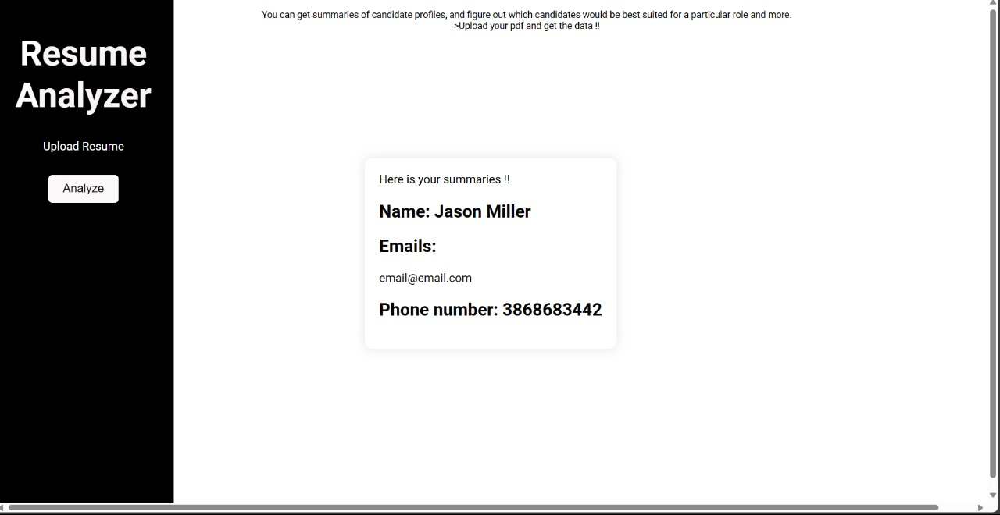 Resume
Analyzer
Upload Resume
Analyze
You can get summaries of candidate profiles, and figure out which candidates would be best suited for a particular role and more.
>Upload your pdf and get the data !!
Here is your summaries !!
Name: Jason Miller
Emails:
email@email.com
Phone number: 3868683442